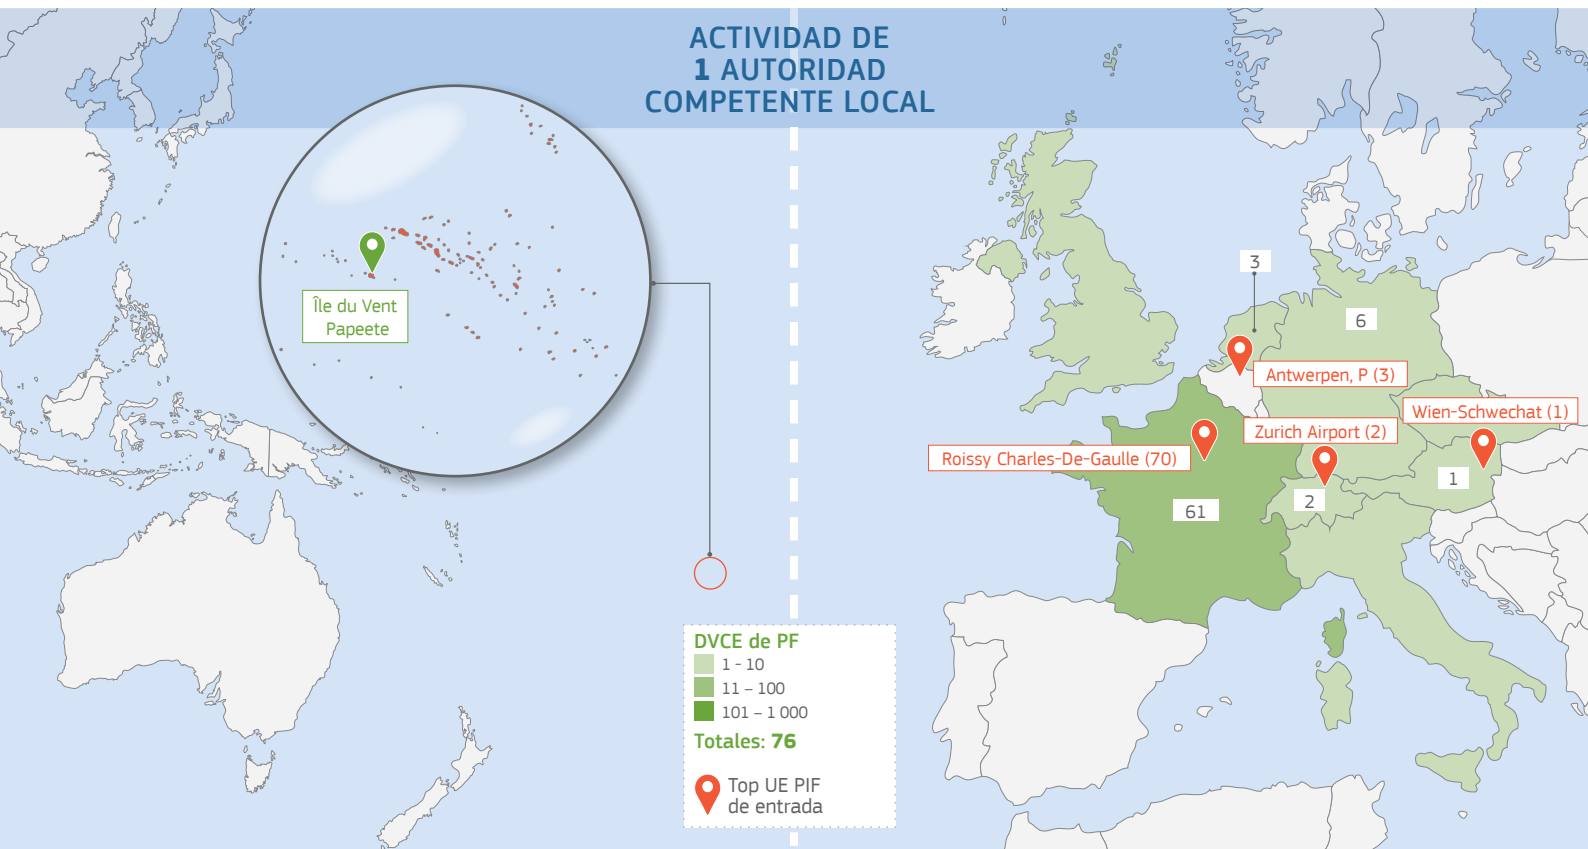 ACTIVIDAD DE
1 AUTORIDAD
COMPETENTE LOCAL
Île du Vent
Papeete
3
6
Antwerpen, P (3)
Wien-Schwechat (1)
Zurich Airport (2)
Roissy Charles-De-Gaulle (70)
1
2
61
DVCE de PF
1 - 10
11 – 100
101 – 1 000
Totales: 76
Top UE PIF
de entrada